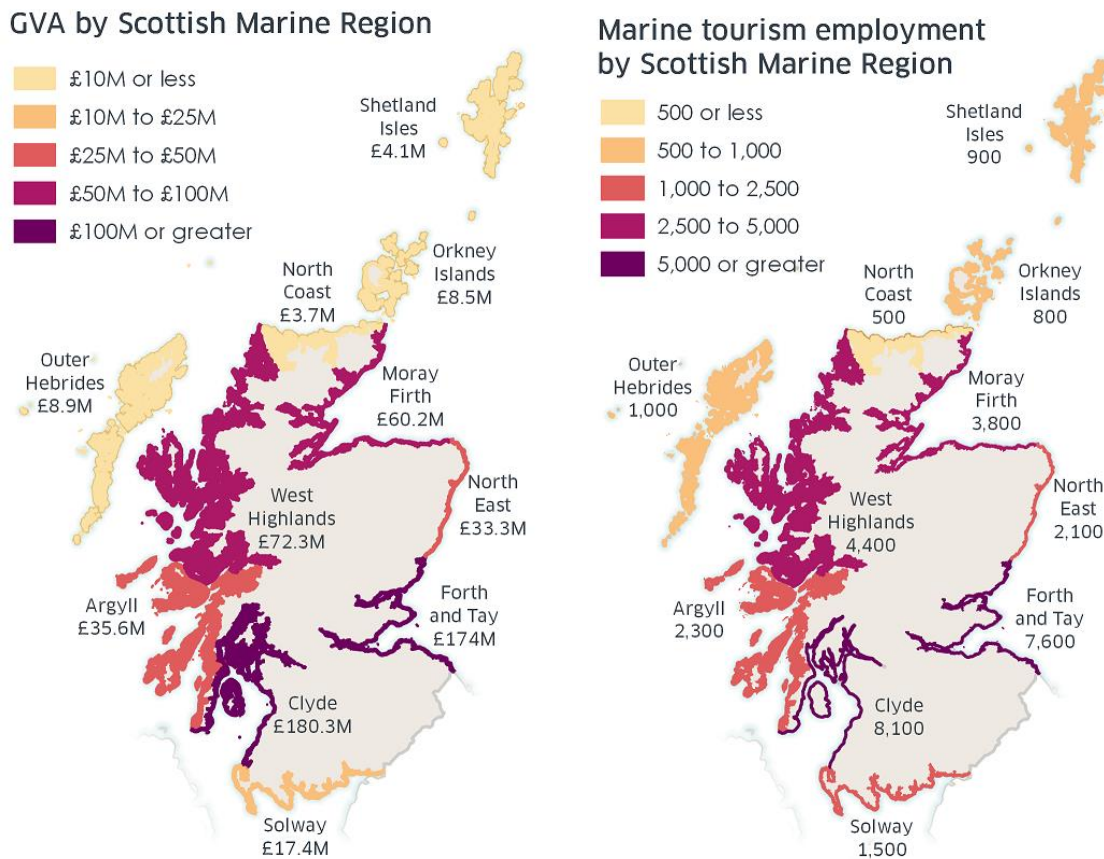 GVA by Scottish Marine Region
£10M or less
£10M to £25M
£25M to £50M
£50M to £100M
£100M or greater
Shetland
Isles
£4.1M
Orkney
Islands
£8.5M
North
Coast
£3.7M
Outer
Hebrides
£8.9M
Moray
Firth
£60.2M
West
Highlands
£72.3M
North
East
£33.3M
Argyll
£35.6M
Forth
and Tay
£174M
Clyde
£180.3M
Solway
£17.4M
Marine tourism employment
by Scottish Marine Region
500 or less
500 to 1,000
1,000 to 2,500
2,500 to 5,000
5,000 or greater
Shetland
Isles
900
Orkney
Islands
800
North
Coast
500
Outer
Hebrides
1,000
Moray
Firth
3,800
West
Highlands
4,400
North
East
2,100
Argyll
2,300
Forth
and Tay
7,600
Clyde
8,100
Solway
1,500